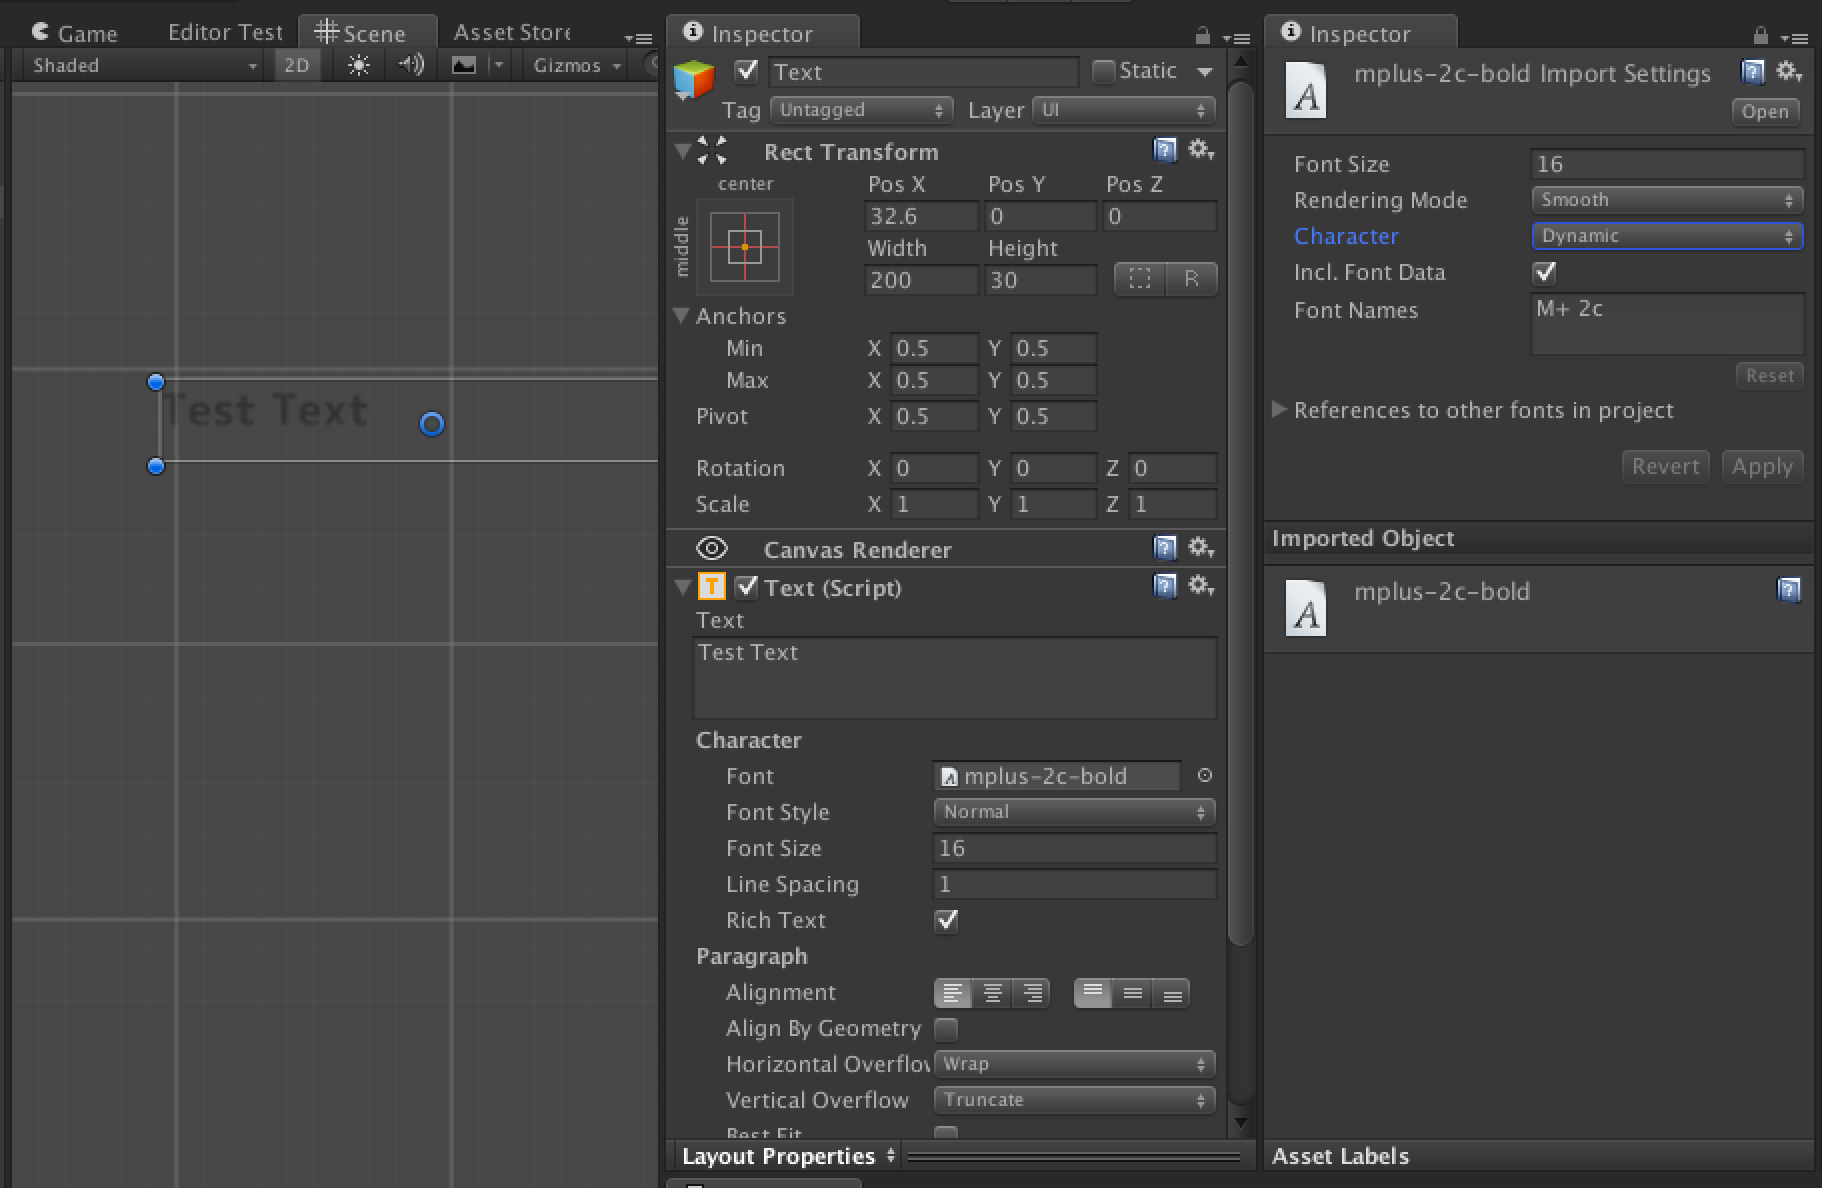 Game Editor Test Scene Asset Store
Shaded 2D Gizmos
Test Text
Inspector
Text Static
Tag Untagged Layer UI
Rect Transform
center
middle
Pos X Pos Y Pos Z
32.6 0 0
Width Height
200 30 R
Anchors
Min X 0.5 Y 0.5
Max X 0.5 Y 0.5
Pivot X 0.5 Y 0.5
Rotation X 0 Y 0 Z 0
Scale X 1 Y 1 Z 1
Canvas Renderer
T Text (Script)
Text
Test Text
Character
Font mplus-2c-bold
Font Style Normal
Font Size 16
Line Spacing 1
Rich Text
Paragraph
Alignment
Align By Geometry
Horizontal Overflow Wrap
Vertical Overflow Truncate
Best Fit
Layout Properties
Inspector
mplus-2c-bold Import Settings
Open
Font Size 16
Rendering Mode Smooth
Character Dynamic
Incl. Font Data
Font Names M+ 2c
Reset
References to other fonts in project
Revert Apply
Imported Object
mplus-2c-bold
Asset Labels